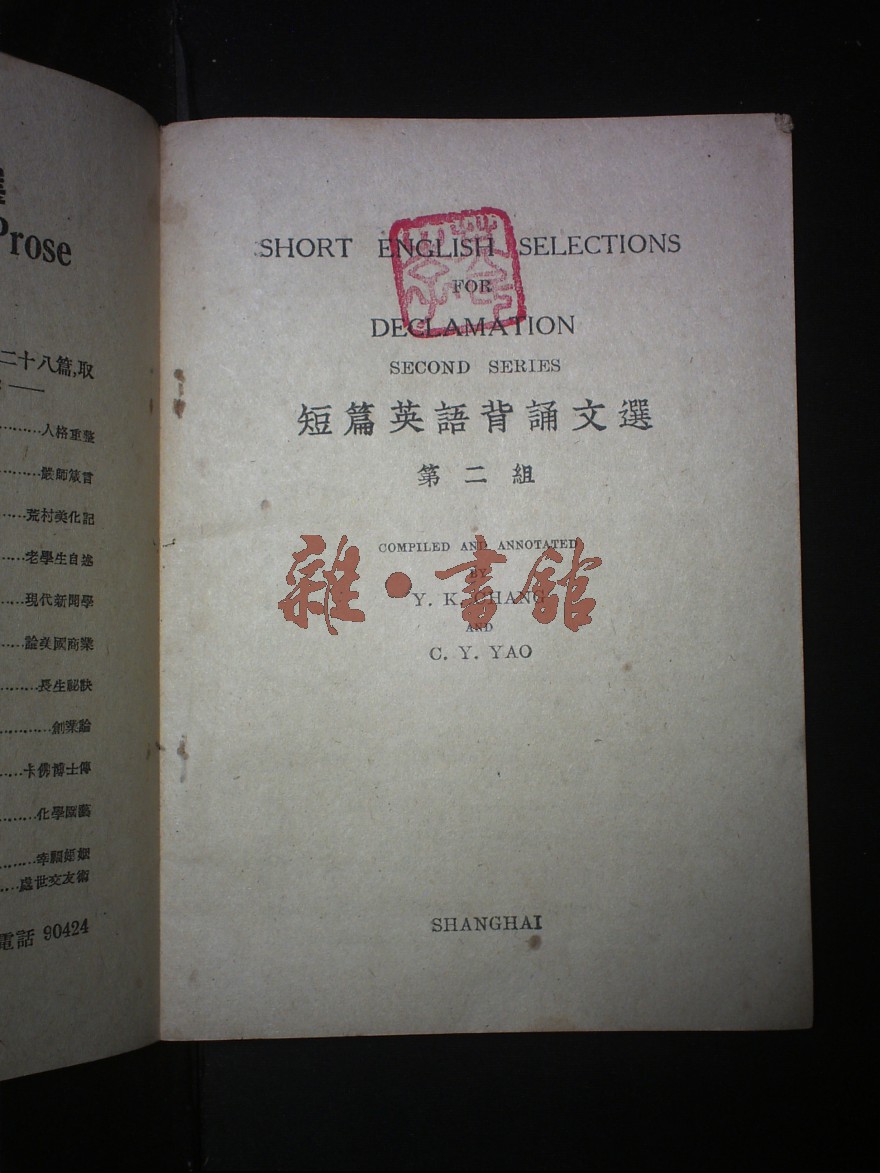 Prose
二十八篇,取
……人格重整
……嚴師箴言
……荒村美化記
……老學生自述
……現代新聞學
……論美國商業
……長生祕訣
……創業論
……卡佛博士傳
……化學園藝
……幸福婚姻
……處世交友術
電話 90424
SHORT ENGLISH SELECTIONS
FOR
DECLAMATION
SECOND SERIES
短篇英語背誦文選
第二組
COMPILED AND ANNOTATED
BY
Y. K. CHANG
AND
C. Y. YAO
雜·書館
SHANGHAI